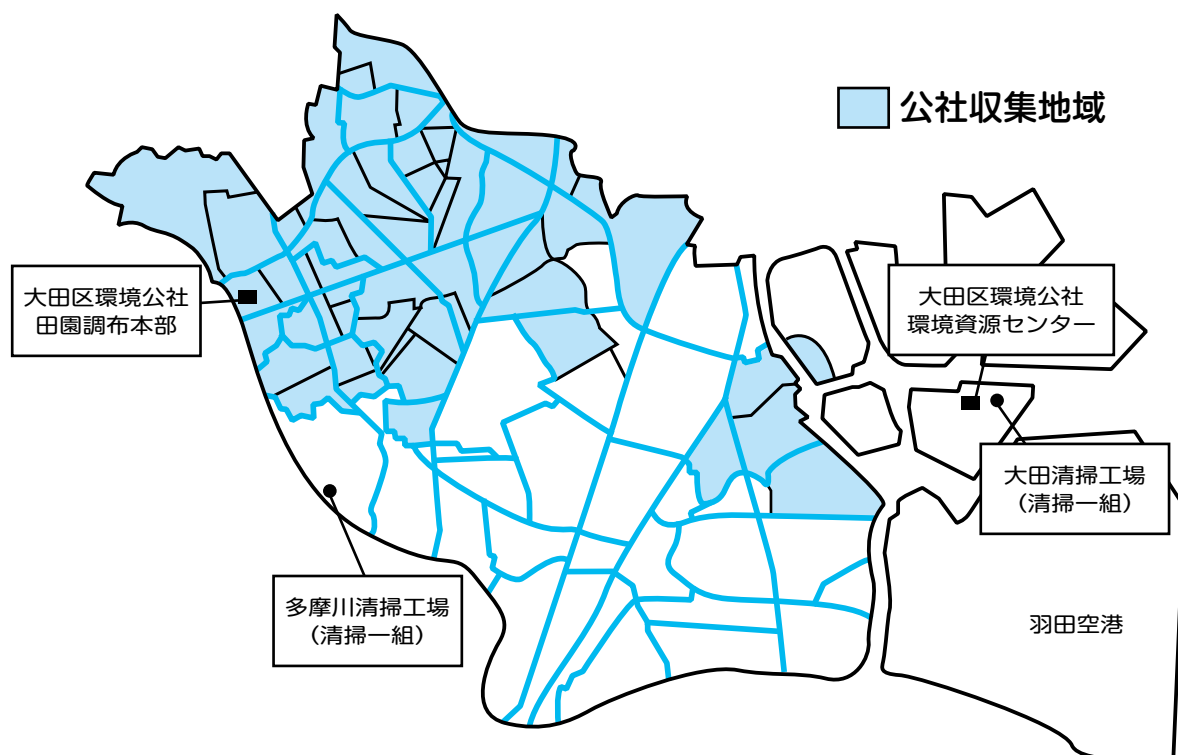 公社収集地域
大田区環境公社
田園調布本部
大田区環境公社
環境資源センター
大田清掃工場
(清掃一組)
多摩川清掃工場
(清掃一組)
羽田空港